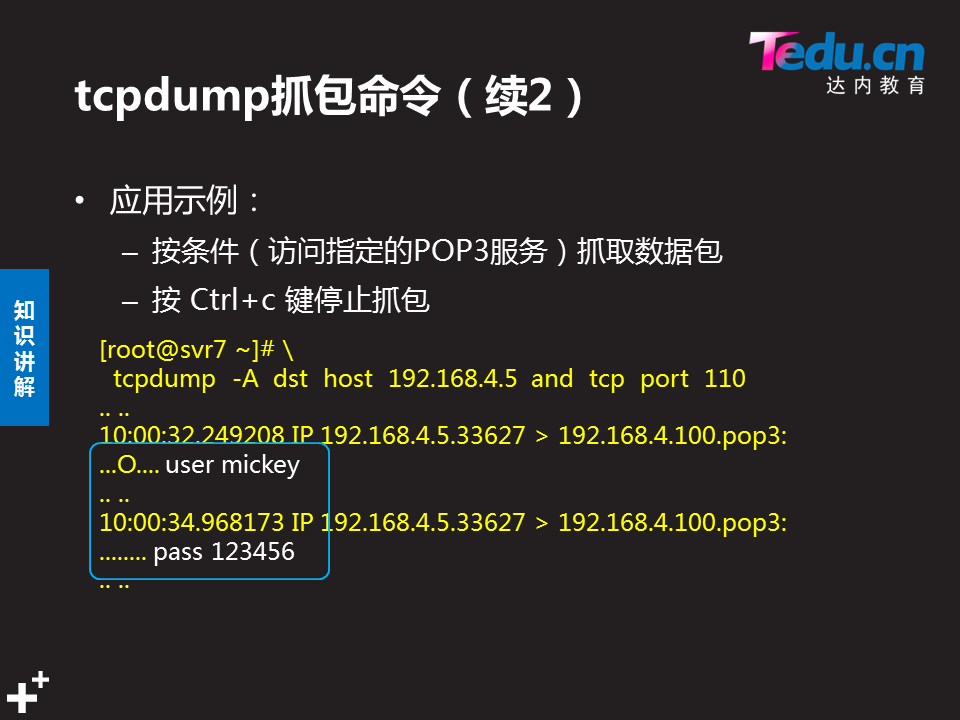 Tedu.cn
达内教育
tcpdump抓包命令（续2）
• 应用示例：
– 按条件（访问指定的POP3服务）抓取数据包
– 按 Ctrl+c 键停止抓包
知识讲解
[root@svr7 ~]# \
tcpdump -A dst host 192.168.4.5 and tcp port 110
.. ..
10:00:32.249208 IP 192.168.4.5.33627 > 192.168.4.100.pop3:
...O.... user mickey
.. ..
10:00:34.968173 IP 192.168.4.5.33627 > 192.168.4.100.pop3:
........ pass 123456
.. ..